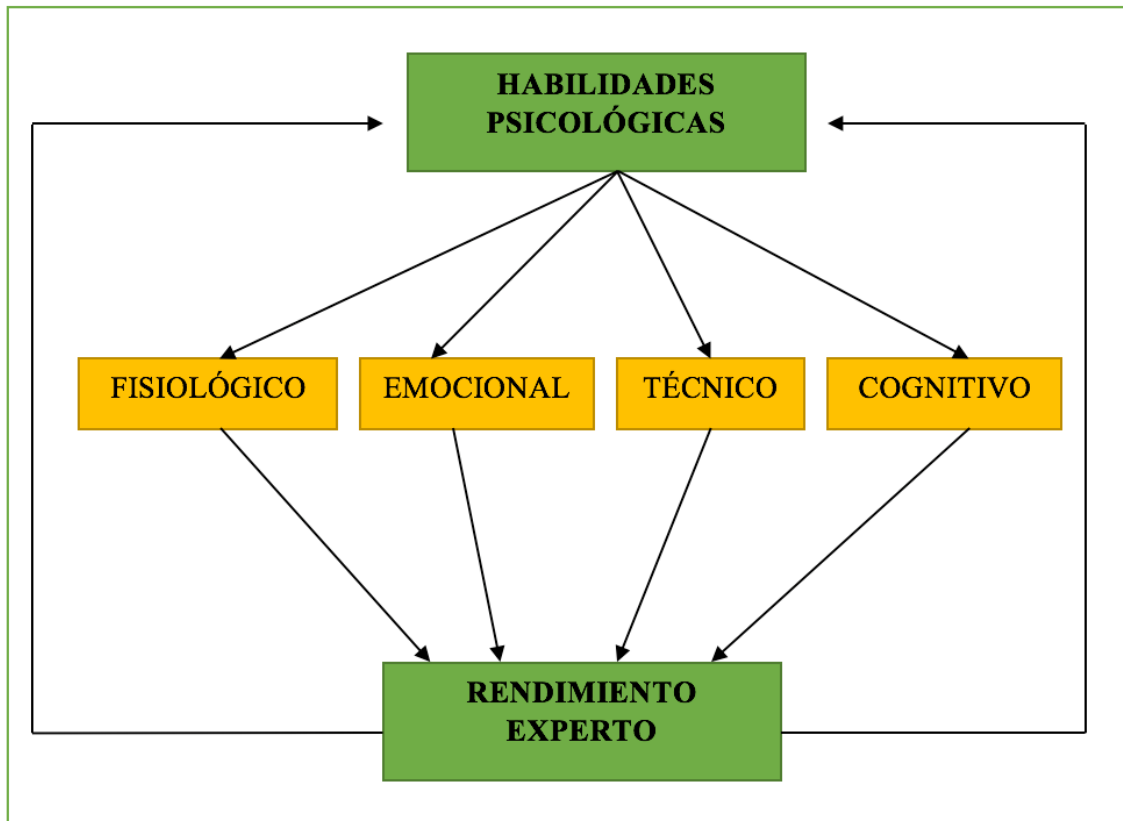 HABILIDADES
PSICOLÓGICAS
FISIOLÓGICO
EMOCIONAL
TÉCNICO
COGNITIVO
RENDIMIENTO
EXPERTO